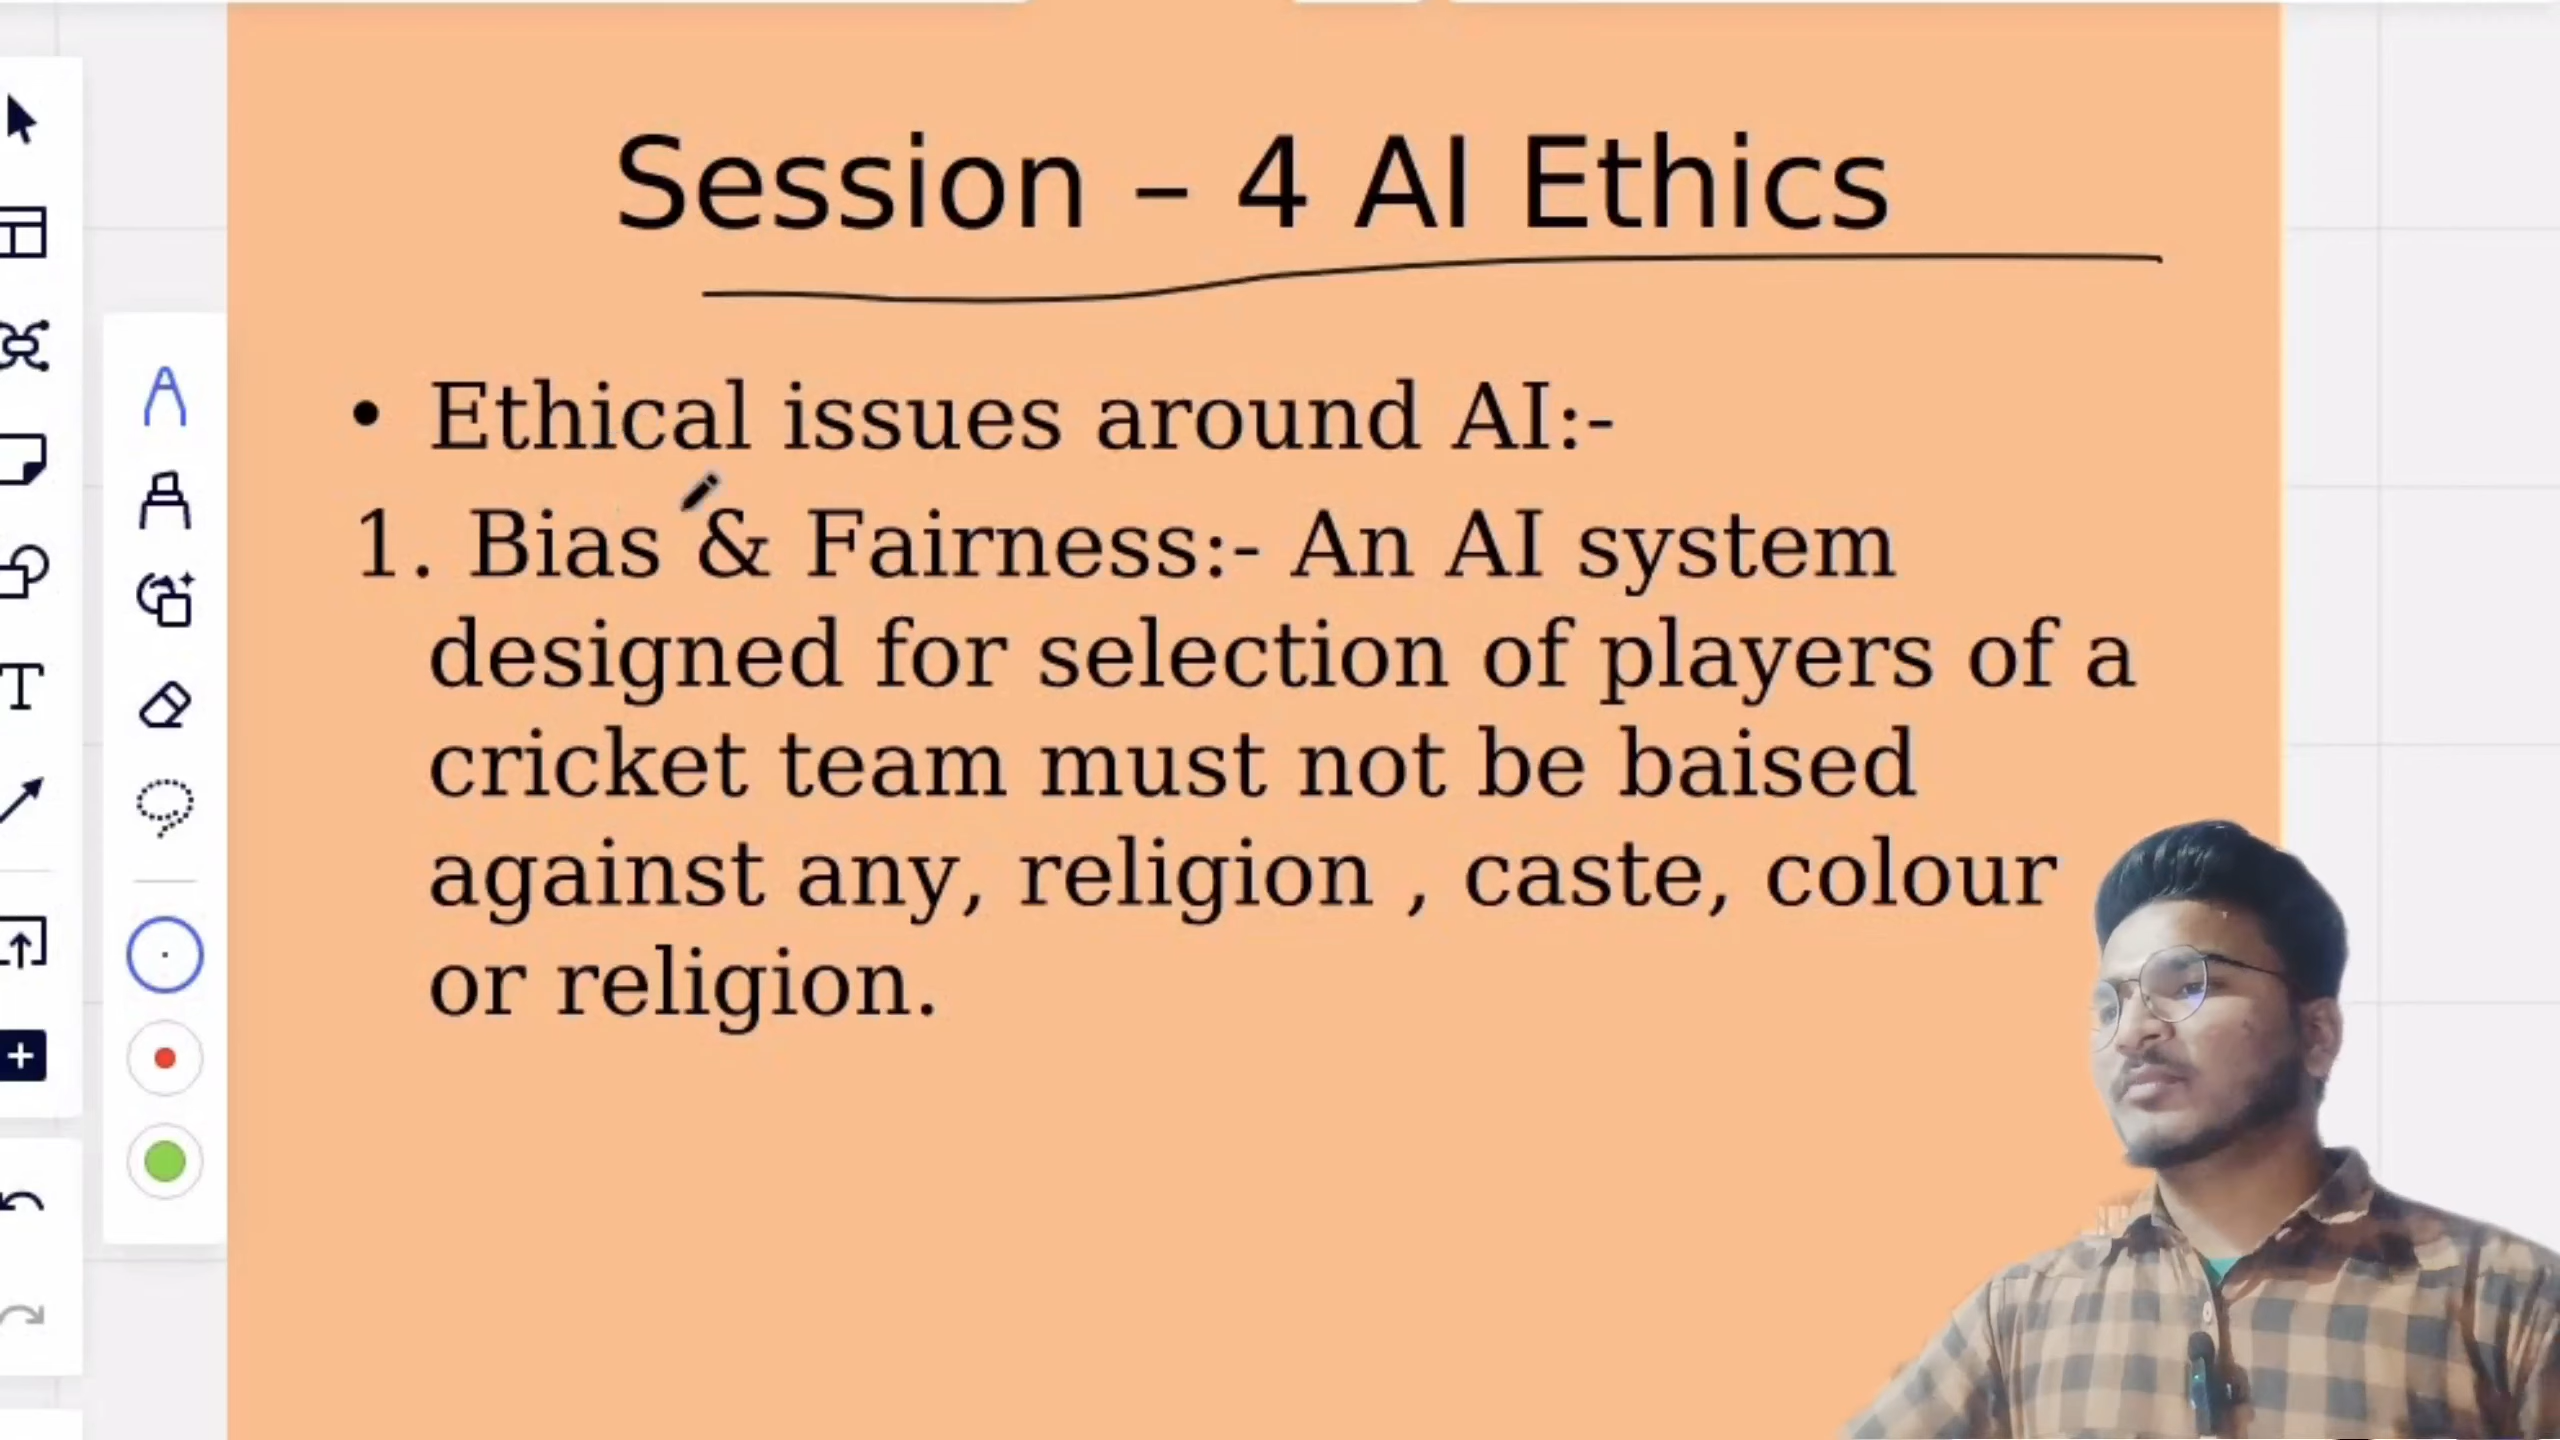 Session – 4 AI Ethics
• Ethical issues around AI:-
1. Bias & Fairness:- An AI system
designed for selection of players of a
cricket team must not be baised
against any, religion , caste, colour
or religion.